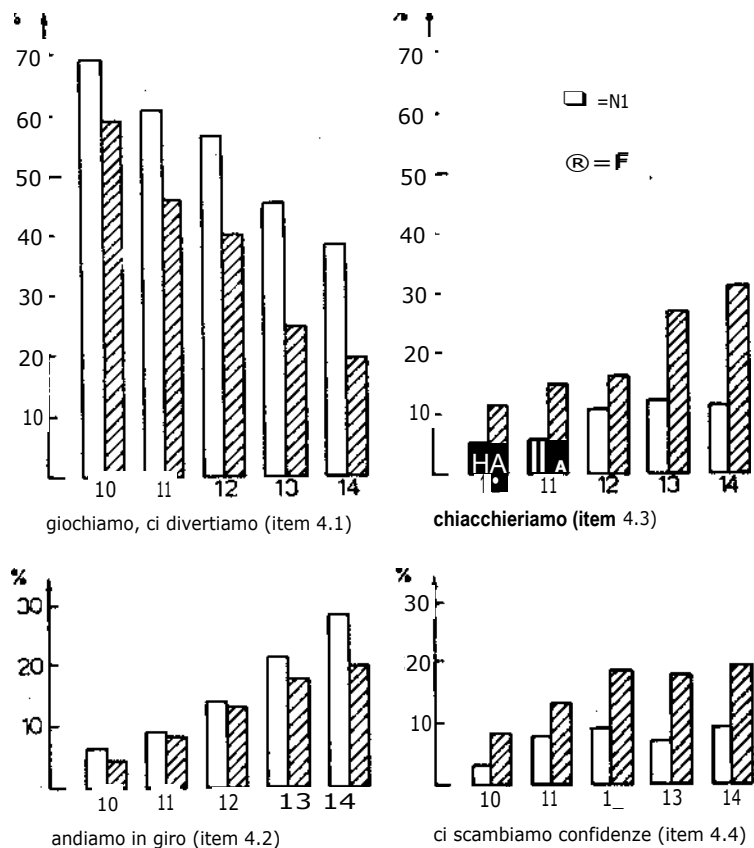 %
70
60
50
40
30
20
10
10 11 12 13 14
giochiamo, ci divertiamo (item 4.1)
%
70
60
50
40
30
20
10
=N1
®=F
11 12 13 14
chiacchieriamo (item 4.3)
%
30
20
10
10 11 12 13 14
andiamo in giro (item 4.2)
%
30
20
10
10 11 1_ 13 14
ci scambiamo confidenze (item 4.4)